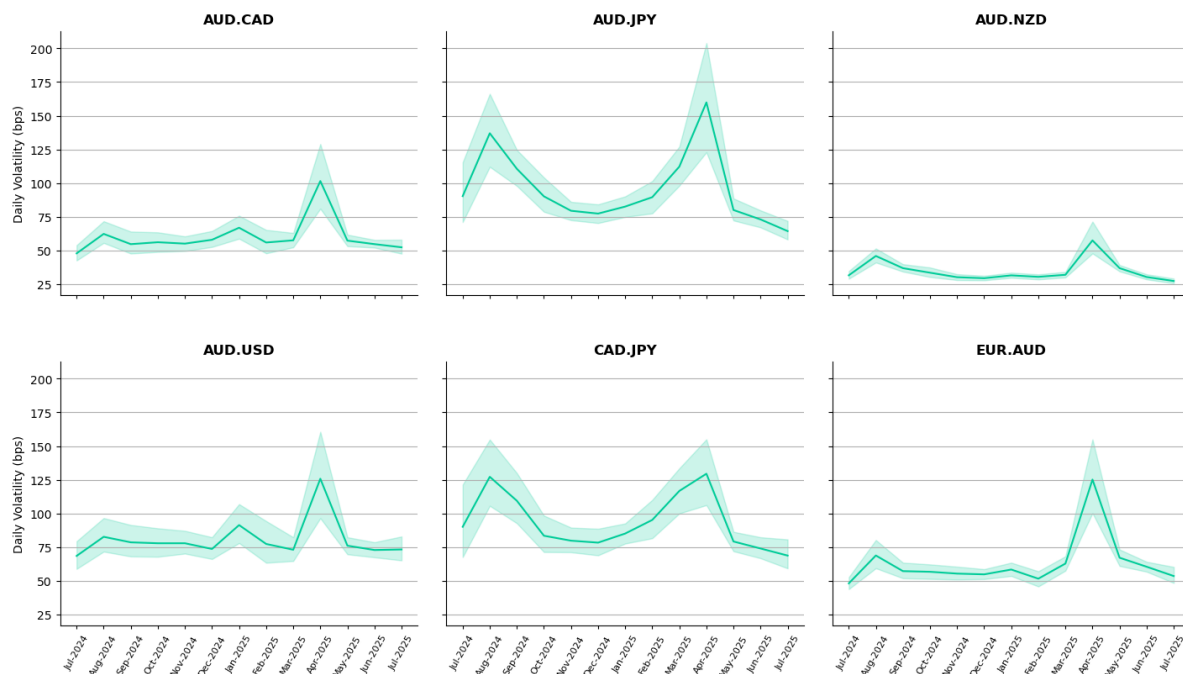 AUD.CAD
AUD.JPY
AUD.NZD
Daily Volatility (bps)
200
175
150
125
100
75
50
25
AUD.USD
CAD.JPY
EUR.AUD
Daily Volatility (bps)
200
175
150
125
100
75
50
25
Jul-2024
Aug-2024
Sep-2024
Oct-2024
Nov-2024
Dec-2024
Jan-2025
Feb-2025
Mar-2025
Apr-2025
May-2025
Jun-2025
Jul-2025
Jul-2024
Aug-2024
Sep-2024
Oct-2024
Nov-2024
Dec-2024
Jan-2025
Feb-2025
Mar-2025
Apr-2025
May-2025
Jun-2025
Jul-2025
Jul-2024
Aug-2024
Sep-2024
Oct-2024
Nov-2024
Dec-2024
Jan-2025
Feb-2025
Mar-2025
Apr-2025
May-2025
Jun-2025
Jul-2025